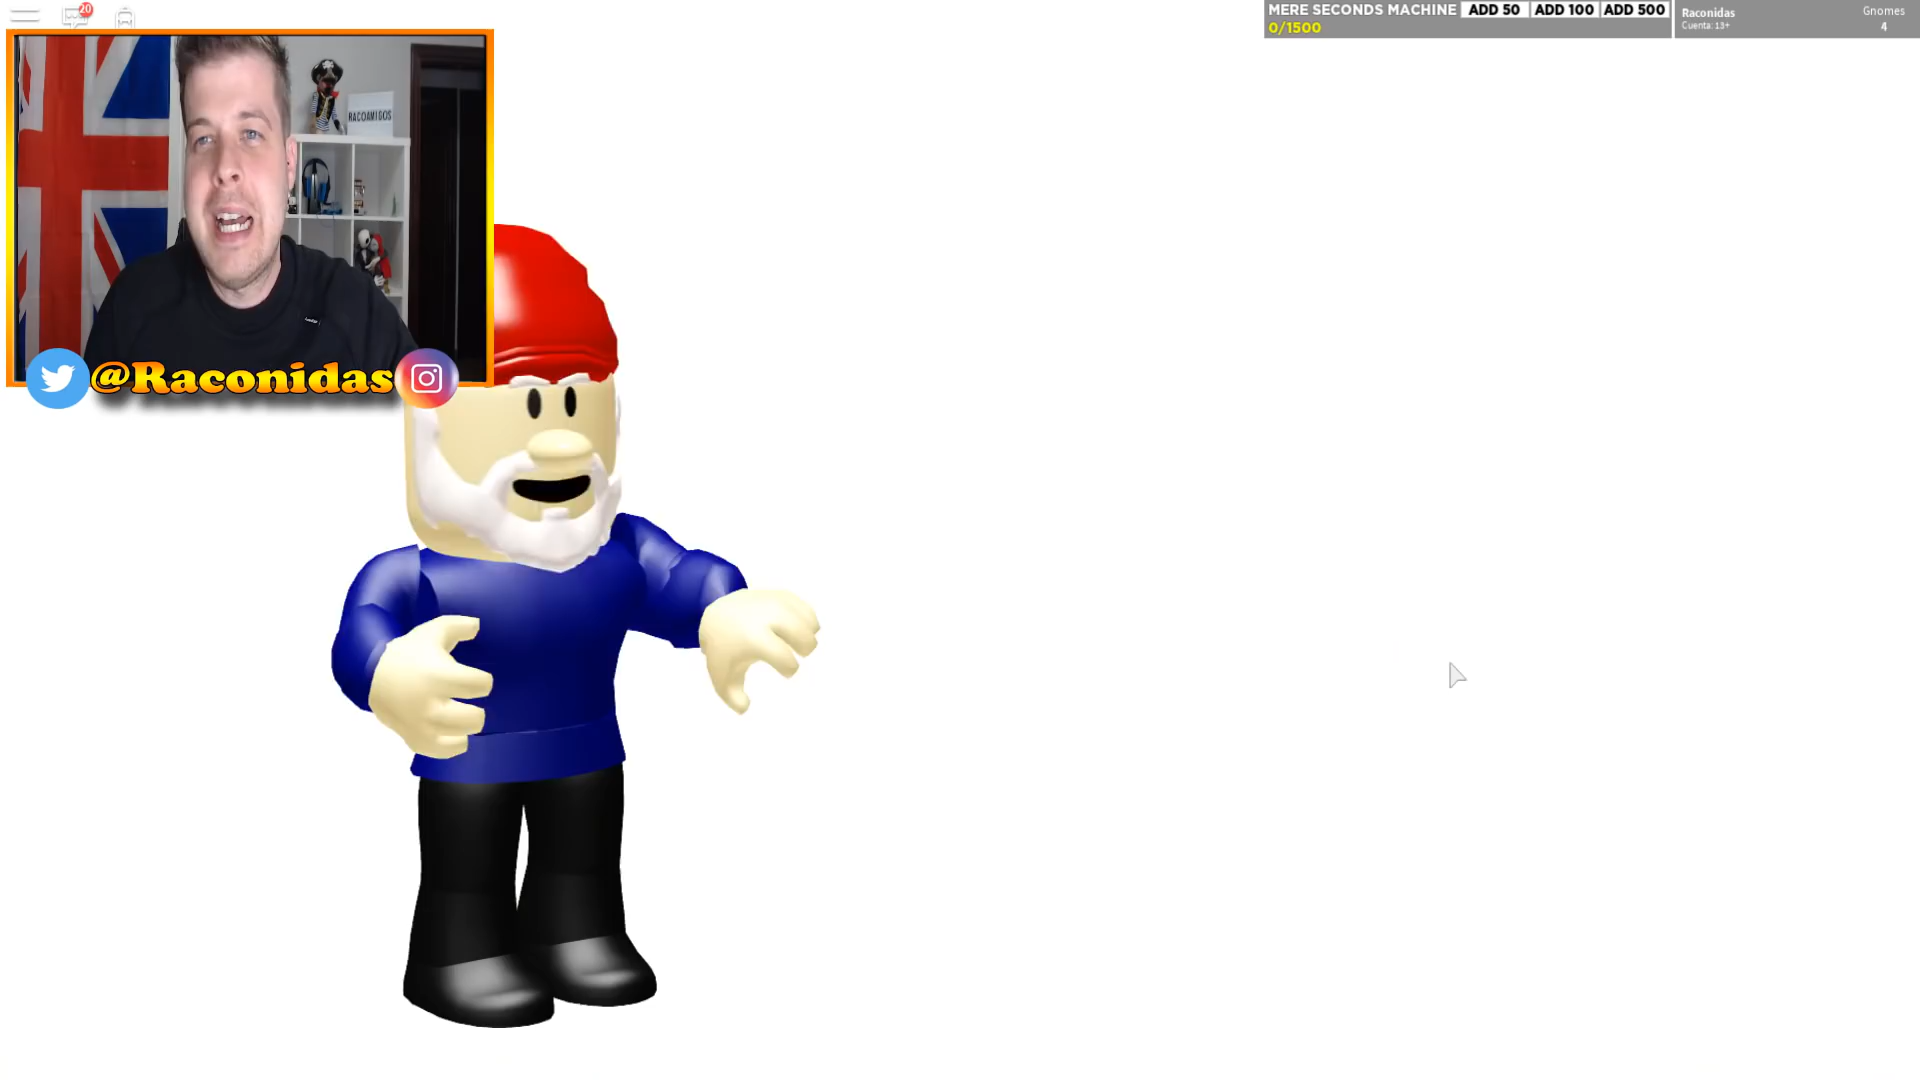 20
MERE SECONDS MACHINE ADD 50 ADD 100 ADD 500
0/1500
Raconidas
Cuenta: 13+
Gnomes
4
RACOAMIGOS
@Raconidas